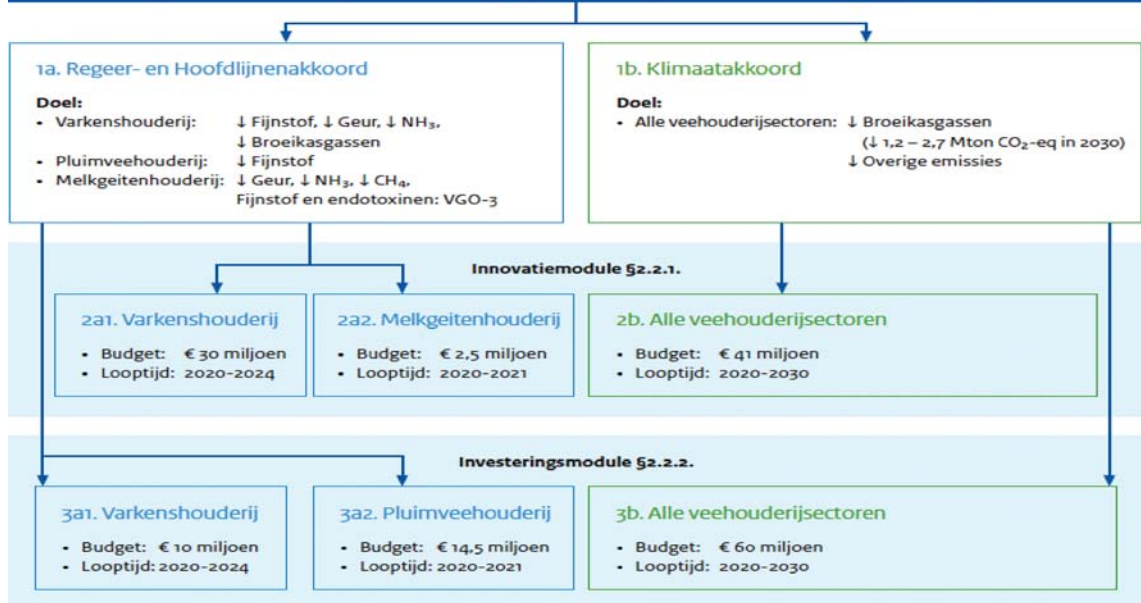 1a. Regeer- en Hoofdlijnenakkoord
Doel:
• Varkenshouderij: ↓ Fijnstof, ↓ Geur, ↓ NH₃,
↓ Broeikasgassen
• Pluimveehouderij: ↓ Fijnstof
• Melkgeitenhouderij: ↓ Geur, ↓ NH₃, ↓ CH₄,
Fijnstof en endotoxinen: VGO-3
1b. Klimaatakkoord
Doel:
• Alle veehouderijsectoren: ↓ Broeikasgassen
(↓ 1,2 – 2,7 Mton CO₂-eq in 2030)
↓ Overige emissies
Innovatiemodule §2.2.1.
2a1. Varkenshouderij
• Budget: € 30 miljoen
• Looptijd: 2020-2024
2a2. Melkgeitenhouderij
• Budget: € 2,5 miljoen
• Looptijd: 2020-2021
2b. Alle veehouderijsectoren
• Budget: € 41 miljoen
• Looptijd: 2020-2030
Investeringsmodule §2.2.2.
3a1. Varkenshouderij
• Budget: € 10 miljoen
• Looptijd: 2020-2024
3a2. Pluimveehouderij
• Budget: € 14,5 miljoen
• Looptijd: 2020-2021
3b. Alle veehouderijsectoren
• Budget: € 60 miljoen
• Looptijd: 2020-2030